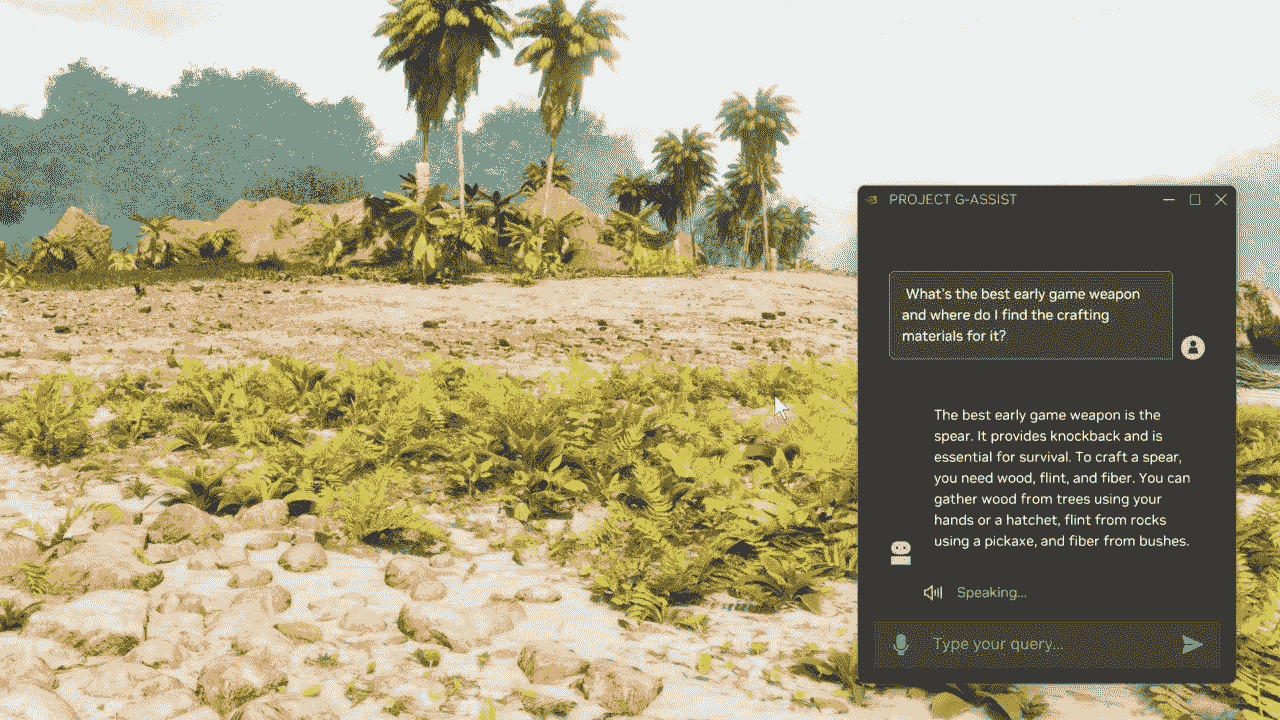 PROJECT G-ASSIST
What's the best early game weapon
and where do I find the crafting
materials for it?
The best early game weapon is the
spear. It provides knockback and is
essential for survival. To craft a spear,
you need wood, flint, and fiber. You can
gather wood from trees using your
hands or a hatchet, flint from rocks
using a pickaxe, and fiber from bushes.
Speaking...
Type your query...